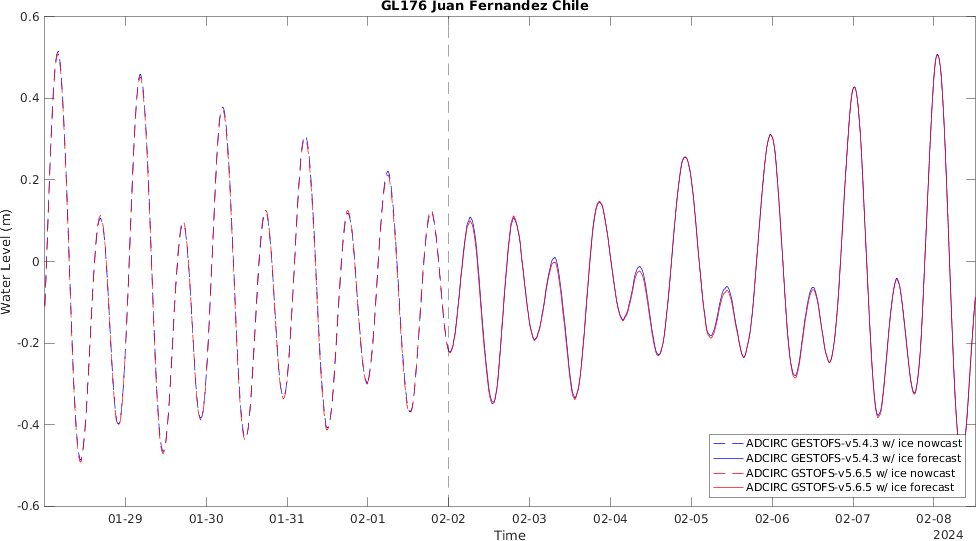 GL176 Juan Fernandez Chile
0.6
0.4
0.2
0
-0.2
-0.4
-0.6
Water Level (m)
ADCIRC GESTOFS-v5.4.3 w/ ice nowcast
ADCIRC GESTOFS-v5.4.3 w/ ice forecast
ADCIRC GSTOFS-v5.6.5 w/ ice nowcast
ADCIRC GSTOFS-v5.6.5 w/ ice forecast
01-29 01-30 01-31 02-01 02-02 02-03 02-04 02-05 02-06 02-07 02-08
2024
Time